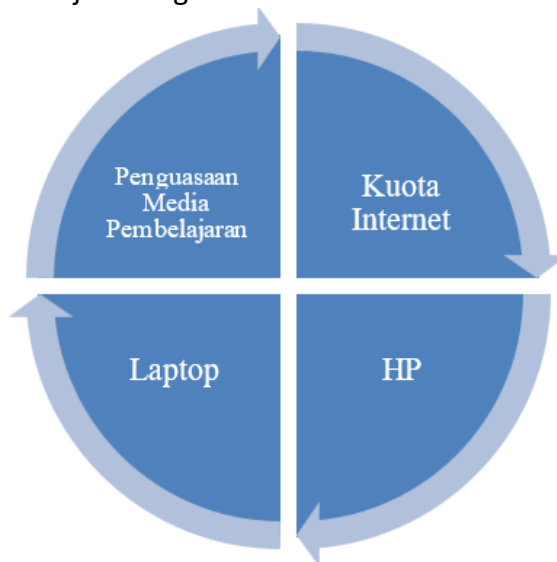 Penguasaan
Media
Pembelajaran
Kuota
Internet
Laptop
HP